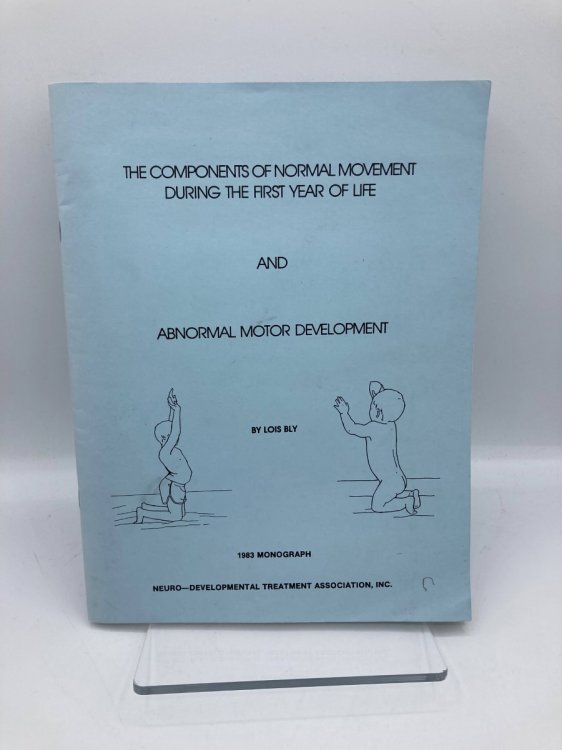 THE COMPONENTS OF NORMAL MOVEMENT
DURING THE FIRST YEAR OF LIFE
AND
ABNORMAL MOTOR DEVELOPMENT
BY LOIS BLY
1983 MONOGRAPH
NEURO—DEVELOPMENTAL TREATMENT ASSOCIATION, INC.